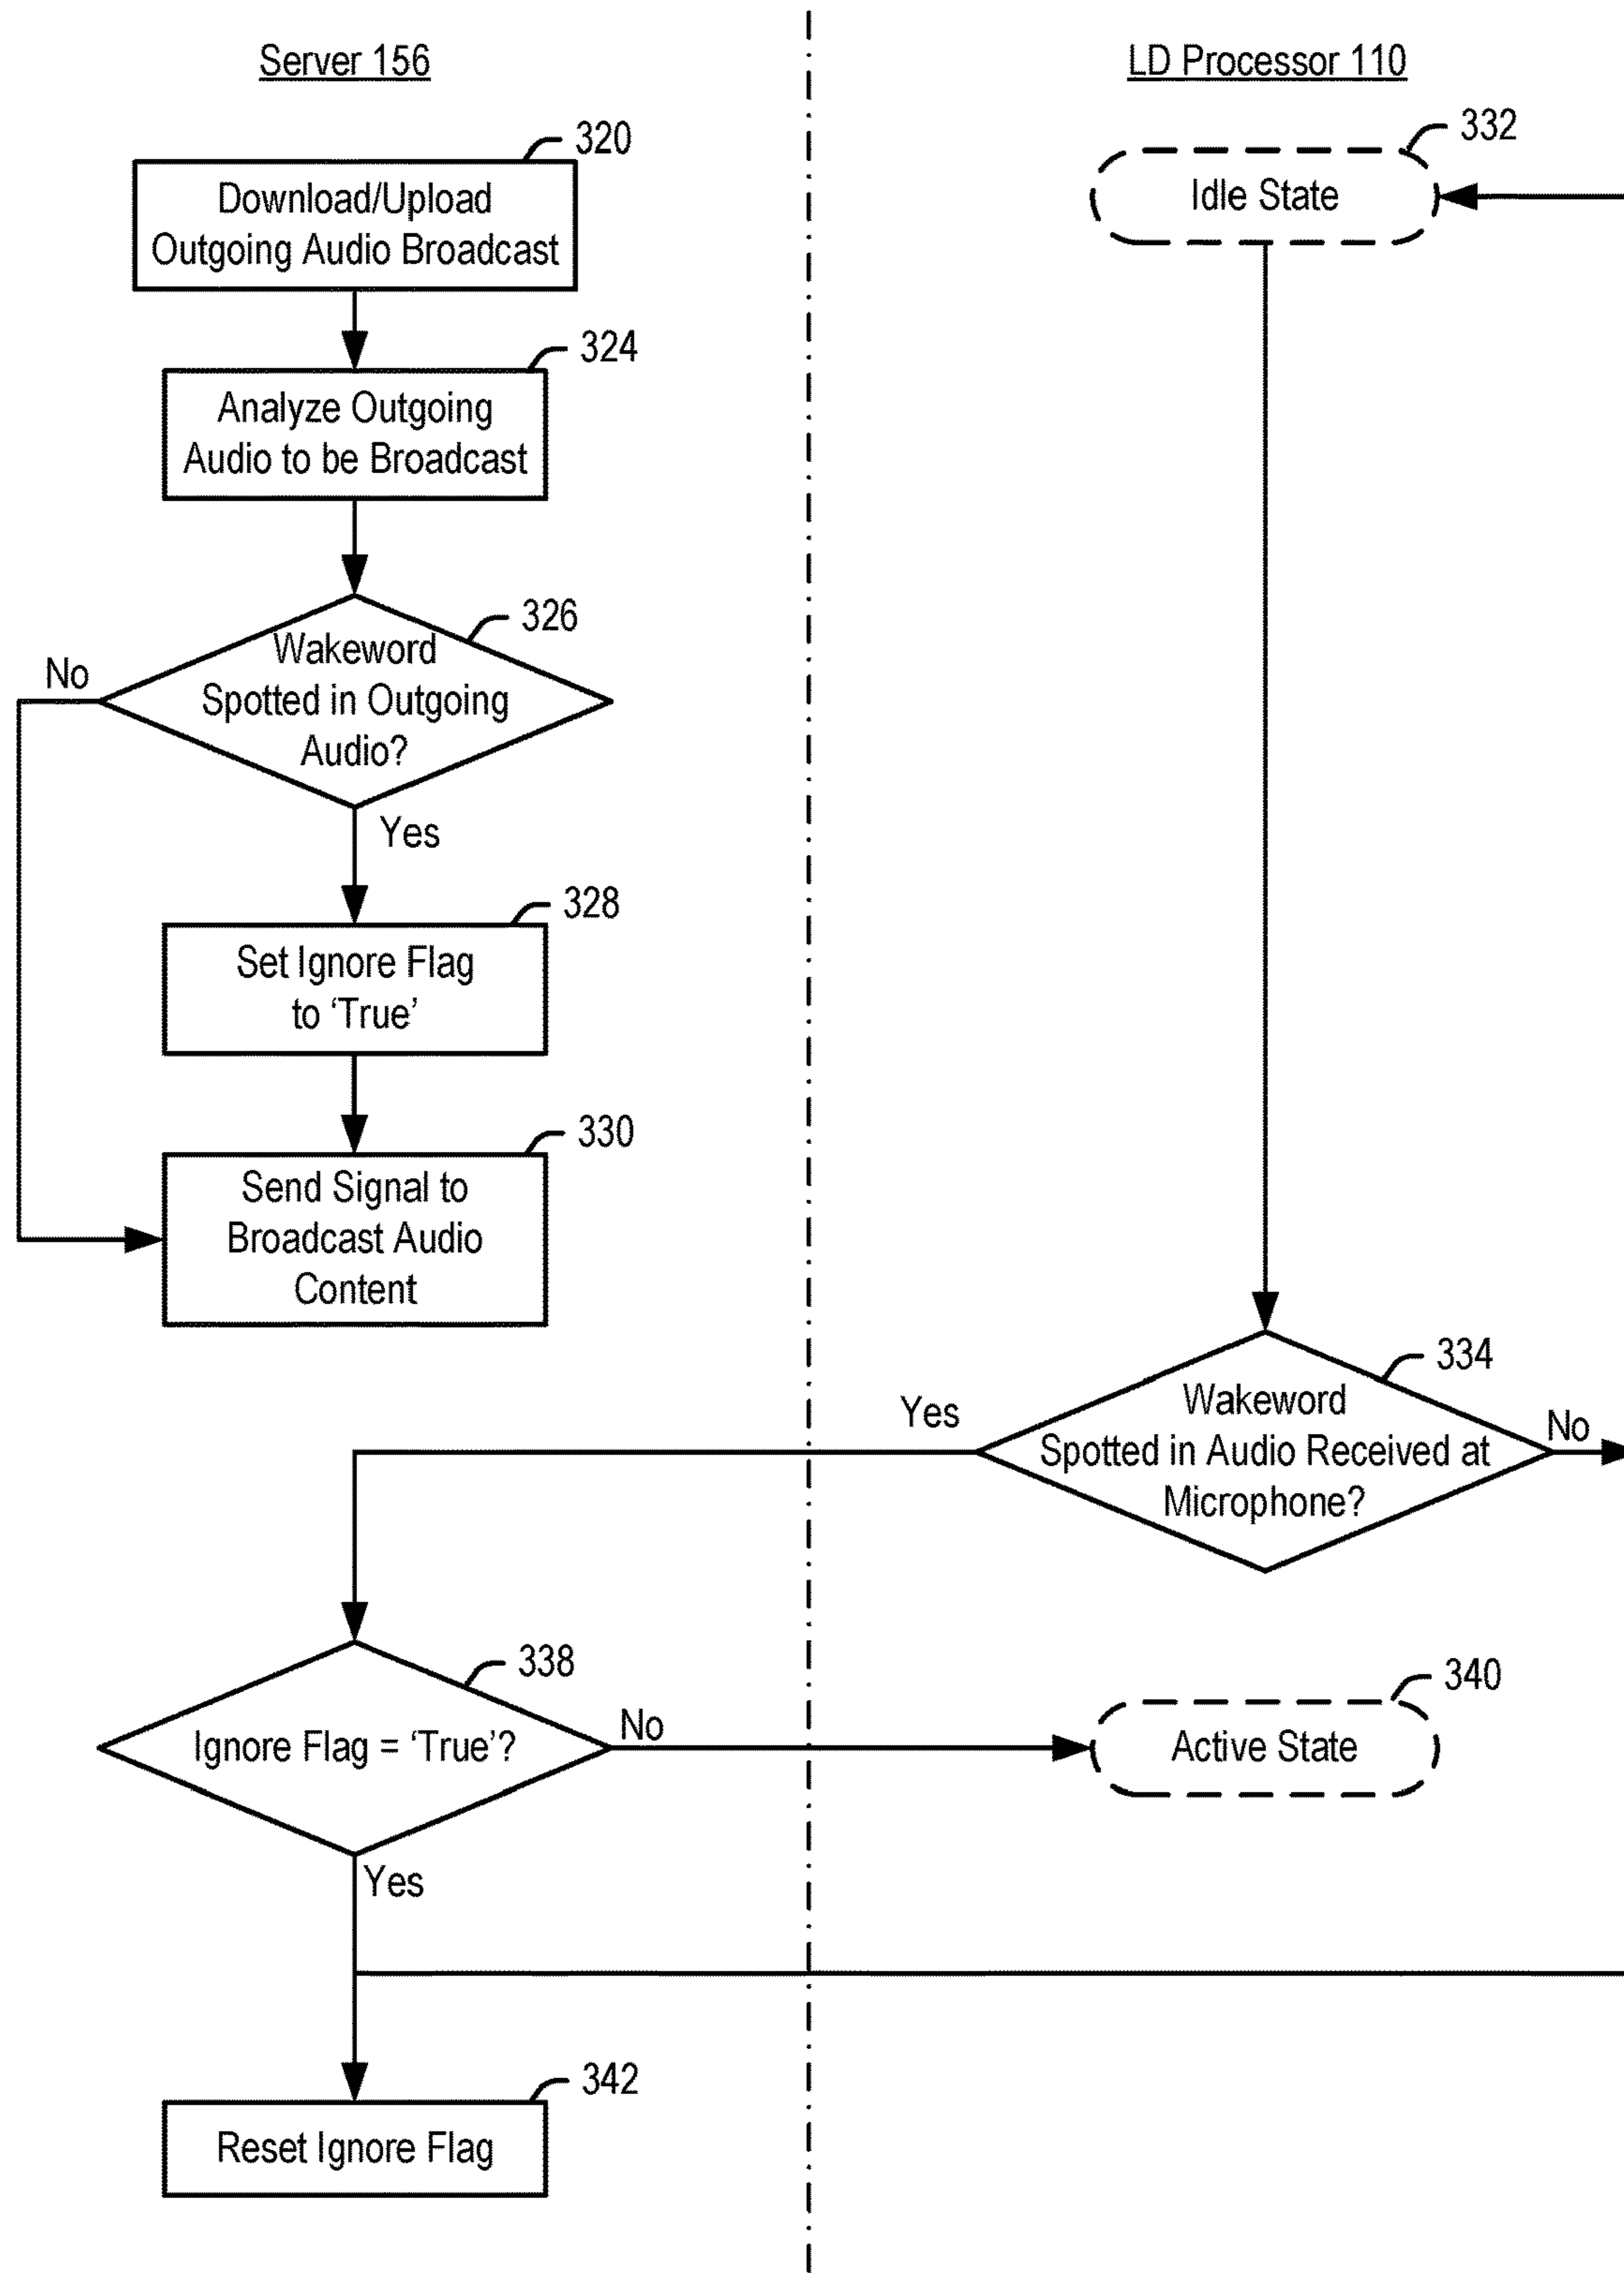 Server 156
LD Processor 110
320
Download/Upload
Outgoing Audio Broadcast
332
Idle State
324
Analyze Outgoing
Audio to be Broadcast
326
Wakeword
Spotted in Outgoing
Audio?
No
Yes
328
Set Ignore Flag
to ‘True’
330
Send Signal to
Broadcast Audio
Content
334
Wakeword
Spotted in Audio Received at
Microphone?
Yes
No
338
Ignore Flag = ‘True’?
No
340
Active State
Yes
342
Reset Ignore Flag